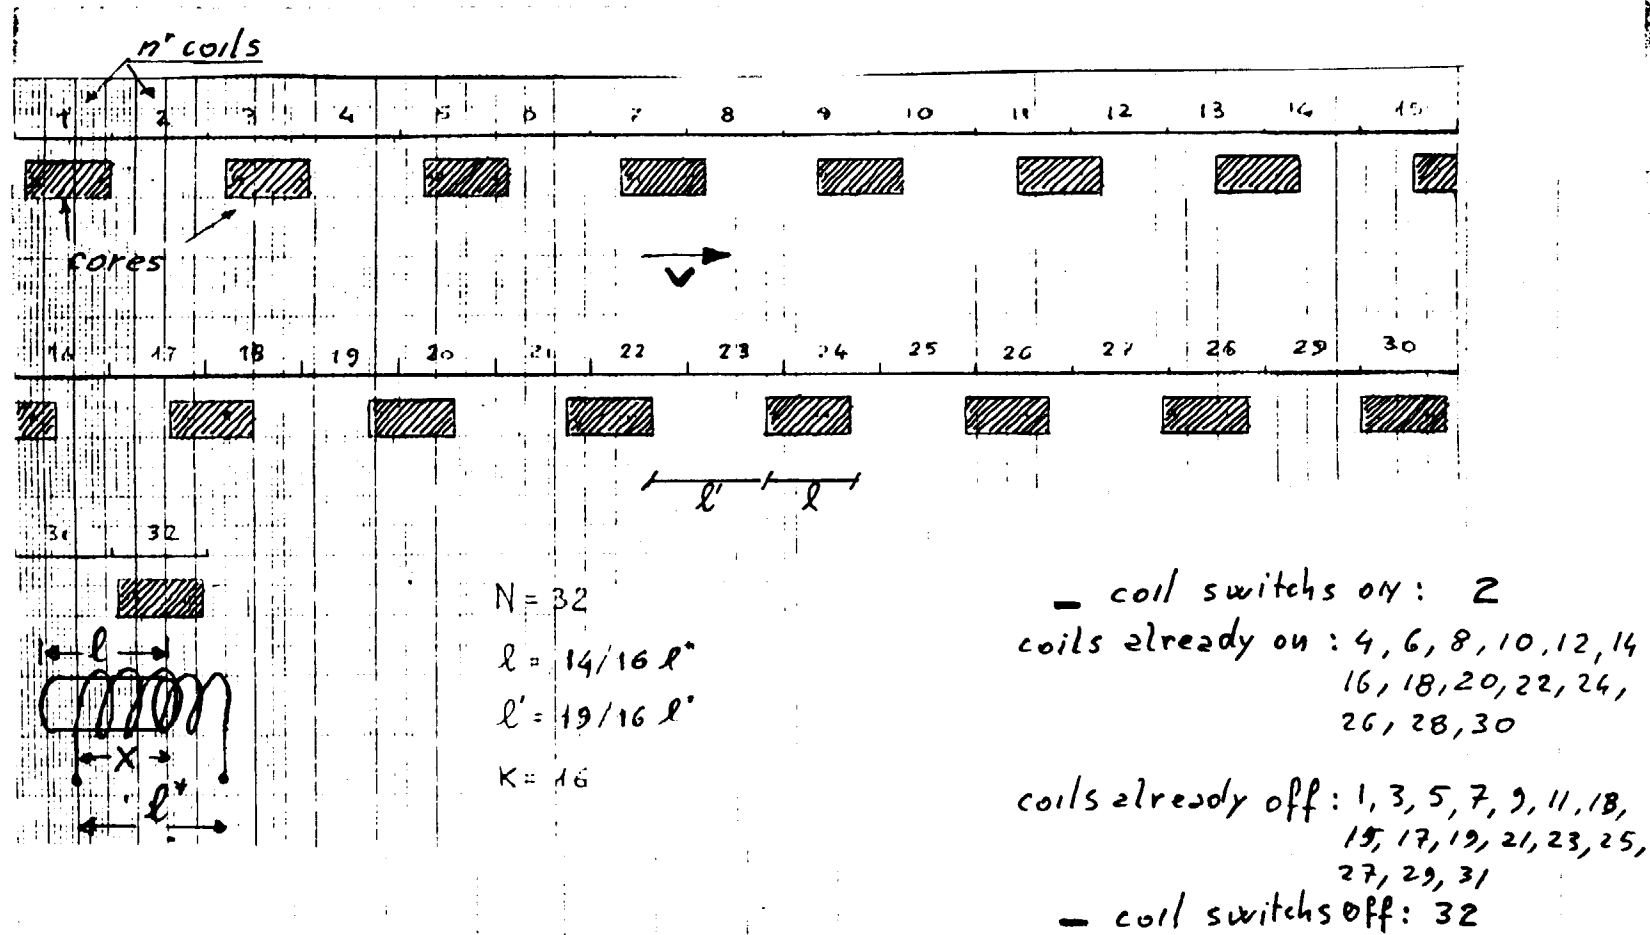 n° coils
1 2 3 4 5 6 7 8 9 10 11 12 13 14 15
cores
V
16 17 18 19 20 21 22 23 24 25 26 27 28 29 30
l' l
31 32
N = 32
l = 14/16 l*
l' = 19/16 l*
K = 16
l
X
l*
– coil switchs on : 2
coils already on : 4, 6, 8, 10, 12, 14
16, 18, 20, 22, 24,
26, 28, 30
coils already off : 1, 3, 5, 7, 9, 11, 18,
15, 17, 19, 21, 23, 25,
27, 29, 31
– coil switchs off : 32